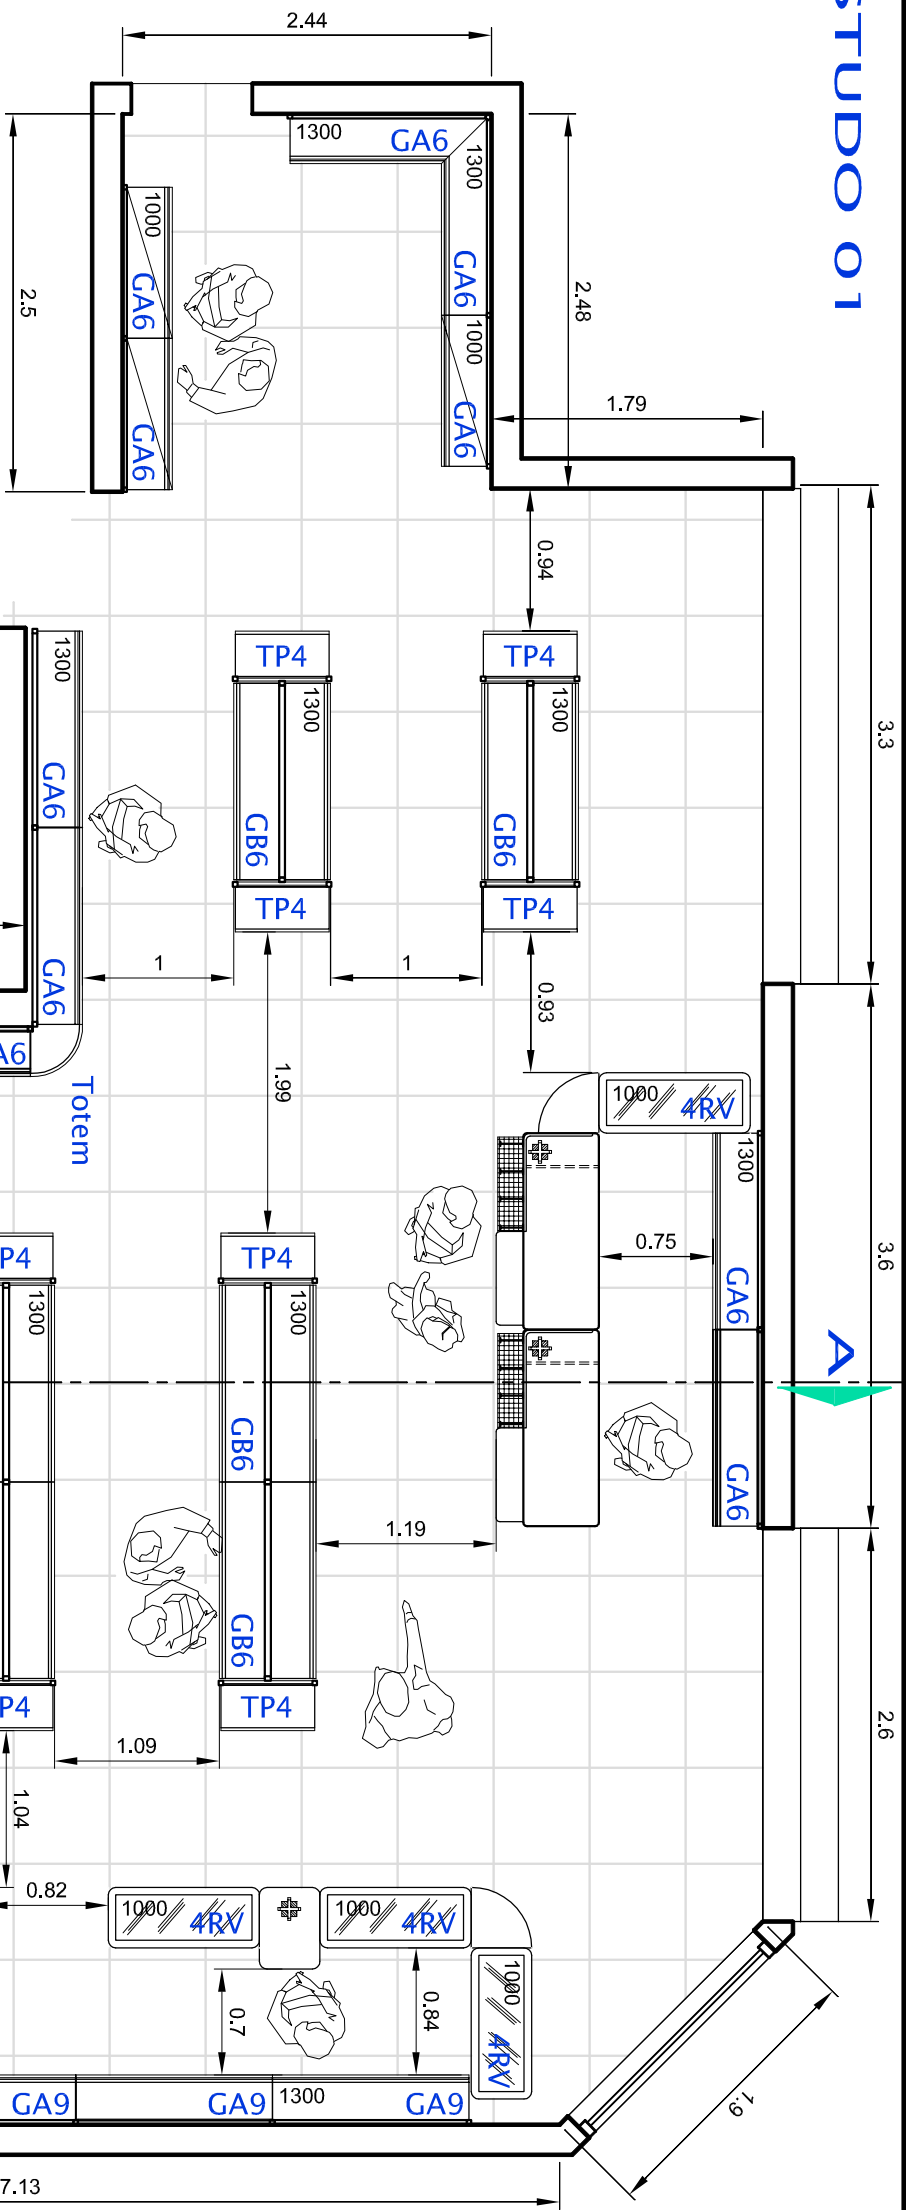 STUDO 01
2.44
2.5
2.48
1.79
1300
GA6
1300
GA6
1000
GA6
1000
GA6
GA6
0.94
3.3
TP4
TP4
1300
1300
1300
GA6
GB6
GB6
GA6
TP4
TP4
1
1
0.93
1.99
A6
Totem
1000
4RV
1300
GA6
0.75
3.6
A
GA6
P4
TP4
1300
1300
GB6
GB6
1.19
P4
TP4
1.09
1.04
2.6
0.82
1000
4RV
1000
4RV
1000
4RV
0.7
0.84
1.9
GA9
GA9
1300
GA9
7.13